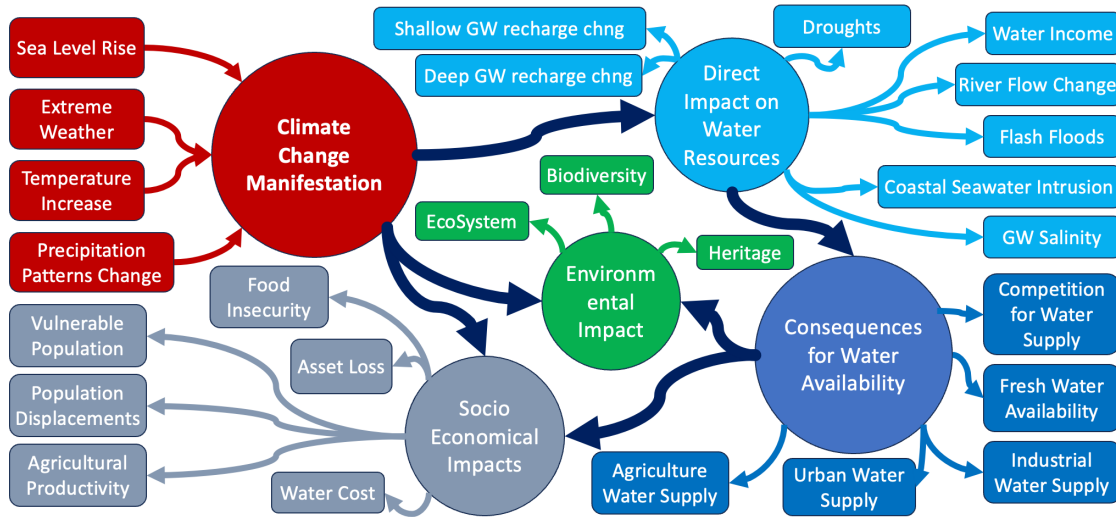 Sea Level Rise
Extreme
Weather
Temperature
Increase
Precipitation
Patterns Change
Climate
Change
Manifestation
Shallow GW recharge chng
Deep GW recharge chng
Droughts
Direct
Impact on
Water
Resources
Water Income
River Flow Change
Flash Floods
Coastal Seawater Intrusion
GW Salinity
Biodiversity
EcoSystem
Heritage
Environm
ental
Impact
Food
Insecurity
Vulnerable
Population
Asset Loss
Population
Displacements
Agricultural
Productivity
Water Cost
Socio
Economical
Impacts
Consequences
for Water
Availability
Competition
for Water
Supply
Fresh Water
Availability
Industrial
Water Supply
Urban Water
Supply
Agriculture
Water Supply